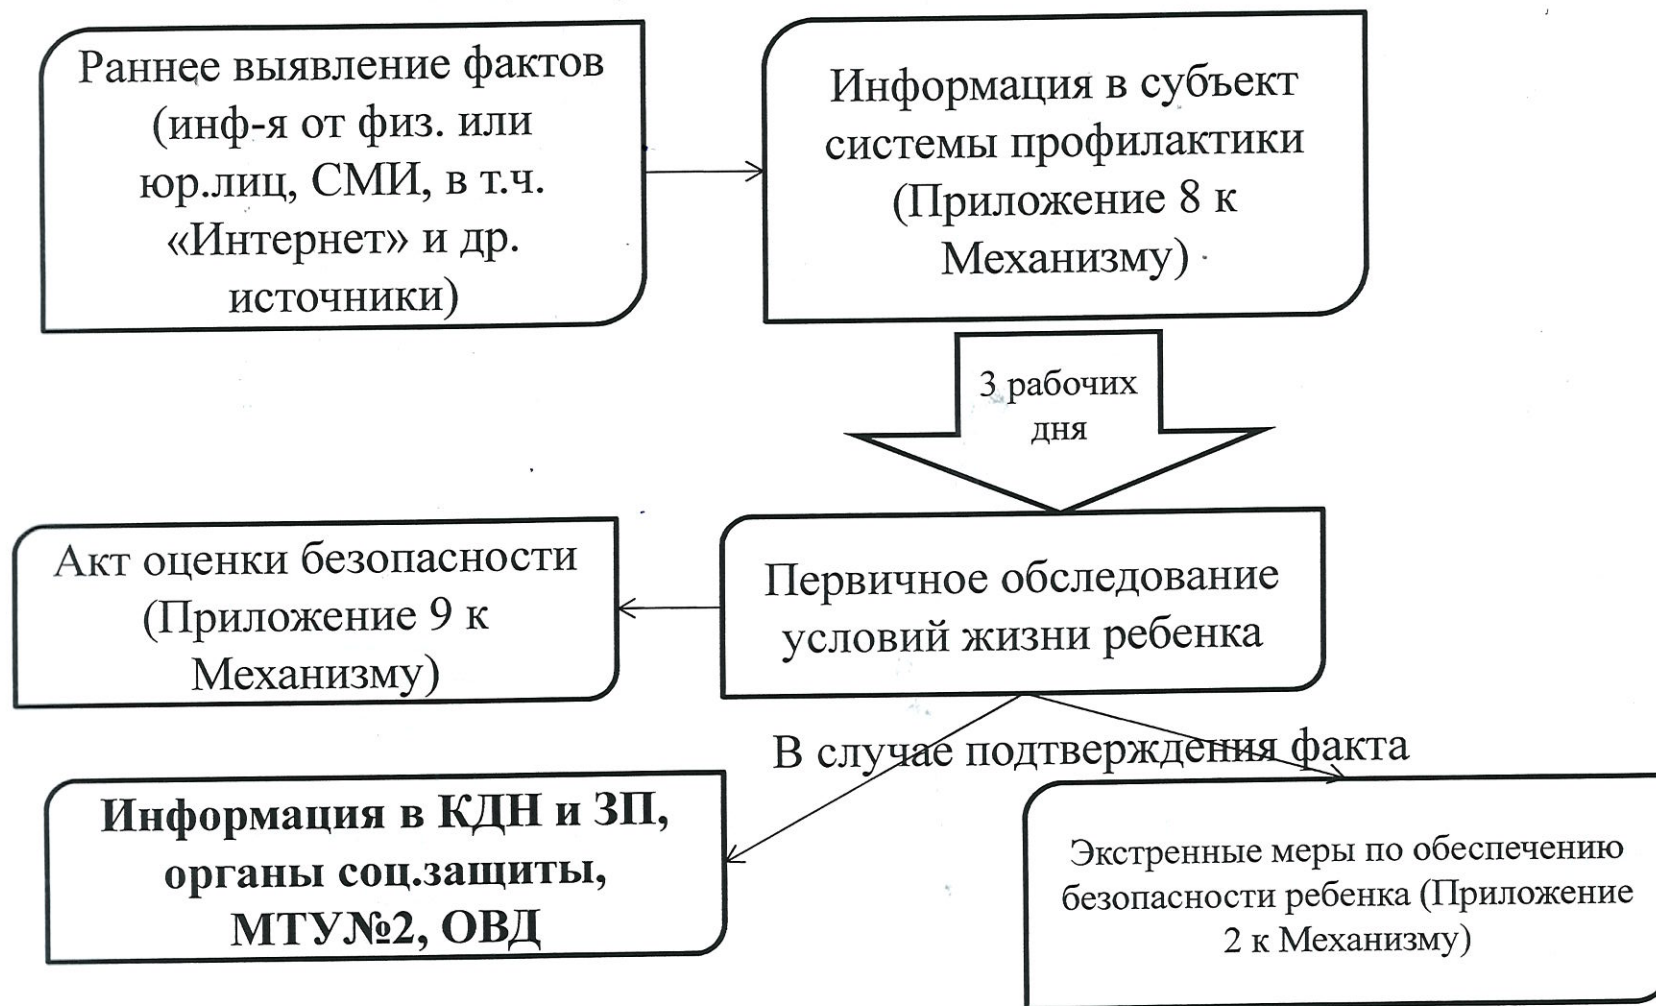 Раннее выявление фактов
(инф-я от физ. или
юр.лиц, СМИ, в т.ч.
«Интернет» и др.
источники)
Информация в субъект
системы профилактики
(Приложение 8 к
Механизму)
3 рабочих
дня
Акт оценки безопасности
(Приложение 9 к
Механизму)
Первичное обследование
условий жизни ребенка
В случае подтверждения факта
Информация в КДН и ЗП,
органы соц.защиты,
МТУ№2, ОВД
Экстренные меры по обеспечению
безопасности ребенка (Приложение
2 к Механизму)